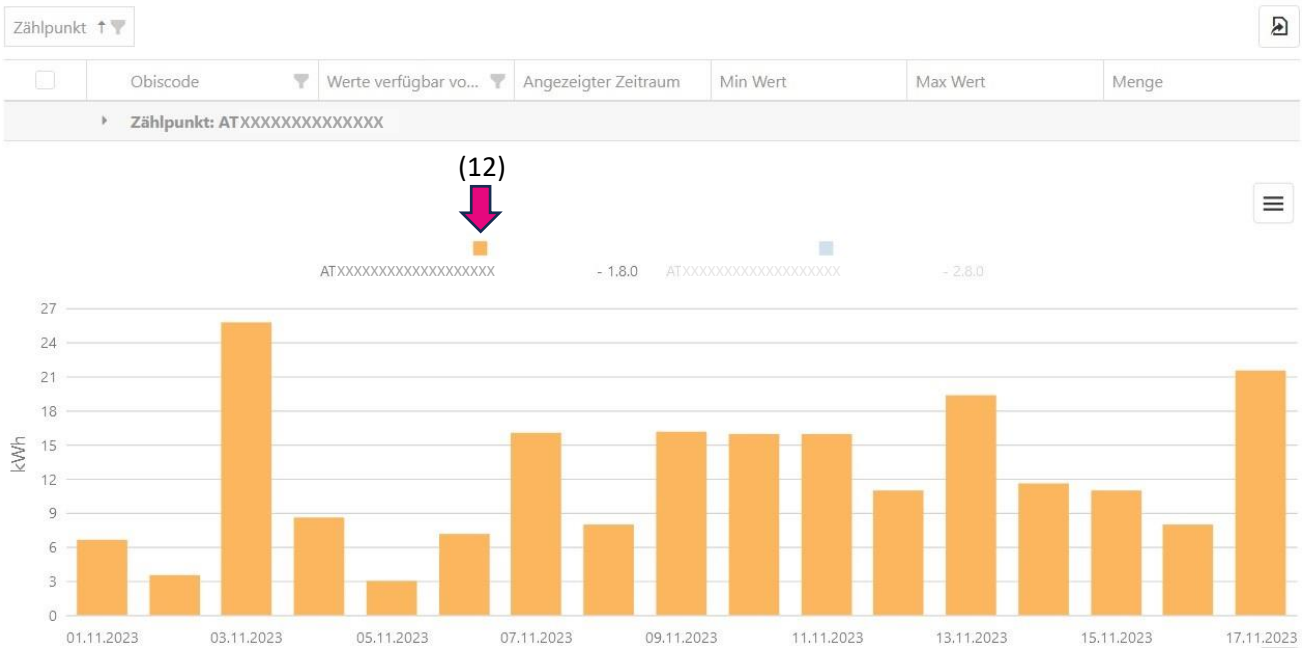 Zählpunkt ↑
Obiscode Werte verfügbar vo... Angezeigter Zeitraum Min Wert Max Wert Menge
Zählpunkt: ATXXXXXXXXXXXXXX
(12)
ATXXXXXXXXXXXXXXXXXXX - 1.8.0 ATXXXXXXXXXXXXXXXXXXX - 2.8.0
27
24
21
18
15
12
9
6
3
0
kWh
01.11.2023 03.11.2023 05.11.2023 07.11.2023 09.11.2023 11.11.2023 13.11.2023 15.11.2023 17.11.2023